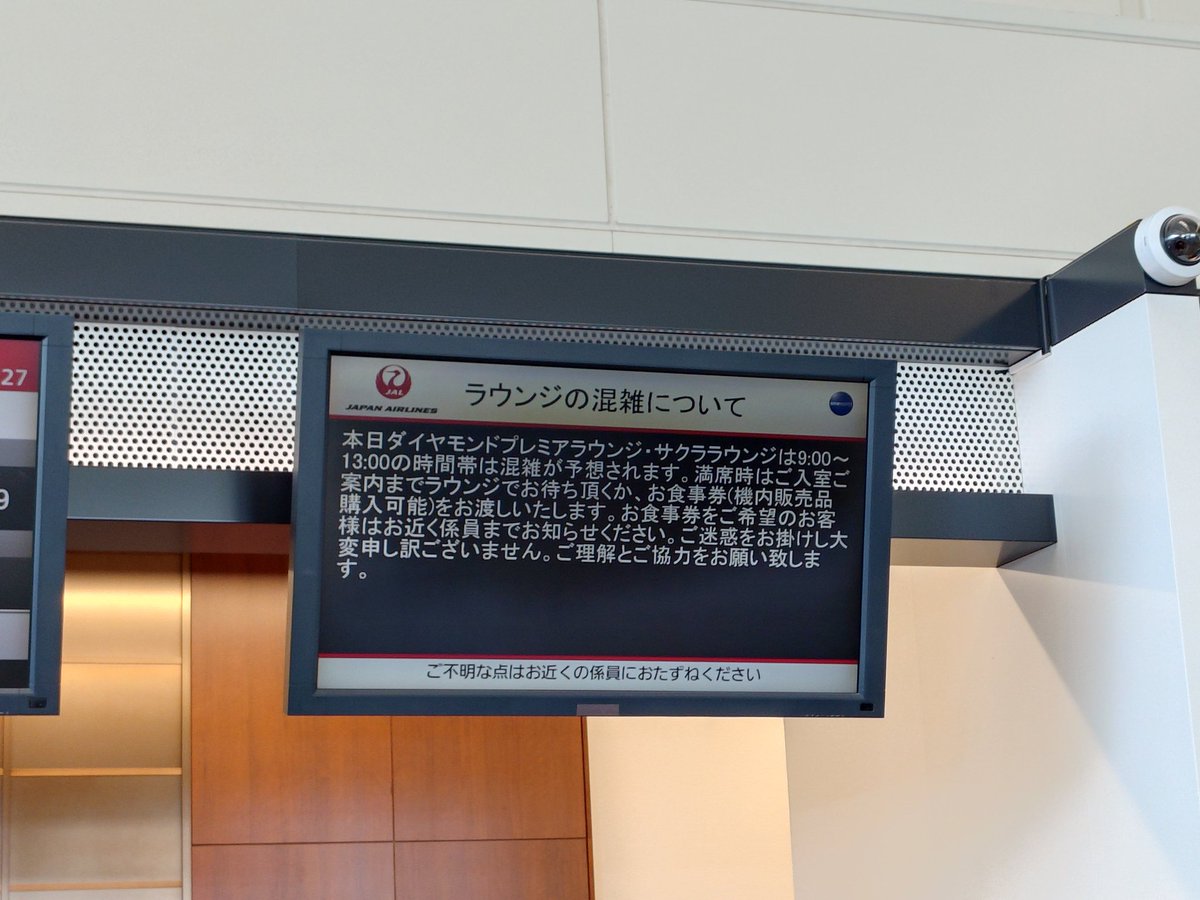 27
9
JAL
JAPAN AIRLINES
ラウンジの混雑について
本日ダイヤモンドプレミアラウンジ・サクララウンジは9:00～
13:00の時間帯は混雑が予想されます。満席時はご入室ご
案内までラウンジでお待ち頂くか、お食事券(機内販売品
購入可能)をお渡しいたします。お食事券をご希望のお客
様はお近く係員までお知らせください。ご迷惑をお掛けし大
変申し訳ございません。ご理解とご協力をお願い致しま
す。
ご不明な点はお近くの係員におたずねください